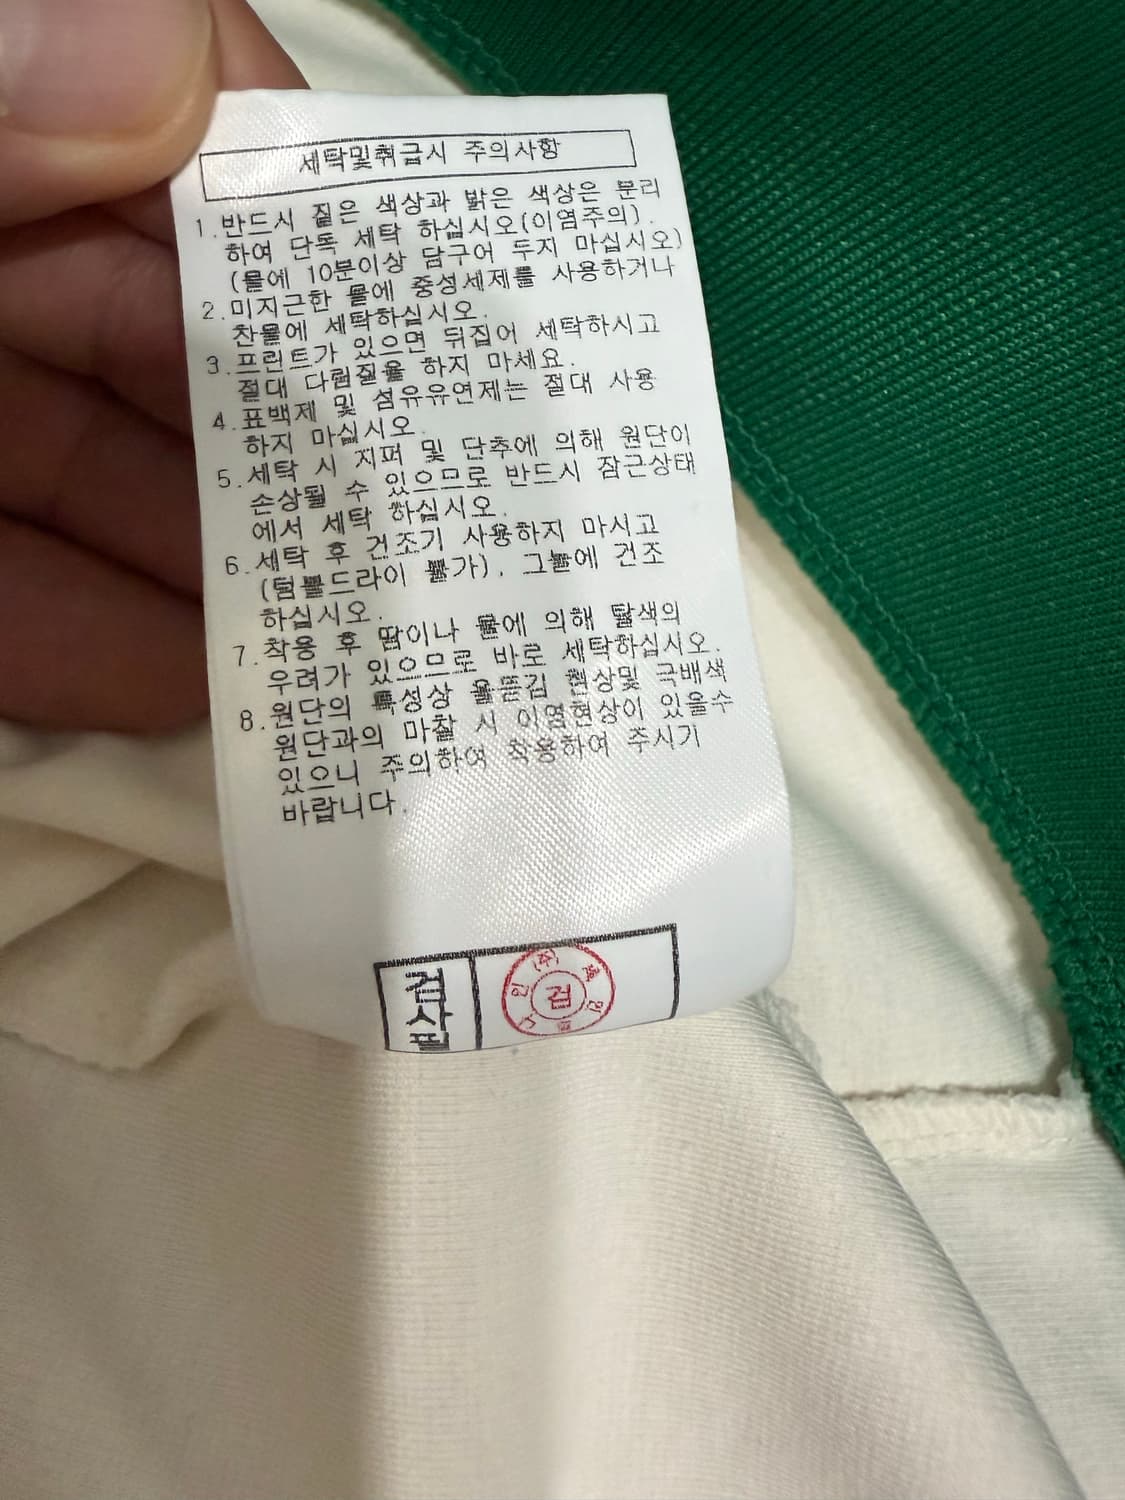 세탁및취급시 주의사항
1.반드시 짙은 색상과 밝은 색상은 분리
하여 단독 세탁 하십시오(이염주의).
(물에 10분이상 담구어 두지 마십시오)
2.미지근한 물에 중성세제를 사용하거나
찬물에 세탁하십시오.
3.프린트가 있으면 뒤집어 세탁하시고
절대 다림질을 하지 마세요.
4.표백제 및 섬유유연제는 절대 사용
하지 마십시오.
5.세탁 시 지퍼 및 단추에 의해 원단이
손상될 수 있으므로 반드시 잠근상태
에서 세탁 하십시오.
6.세탁 후 건조기 사용하지 마시고
(텀블드라이 불가), 그늘에 건조
하십시오.
7.착용 후 땀이나 물에 의해 탈색의
우려가 있으므로 바로 세탁하십시오.
8.원단의 특성상 올뜯김 현상및 국배색
원단과의 마찰 시 이염현상이 있을수
있으니 주의하여 착용하여 주시기
바랍니다.
검사필
(주)
검